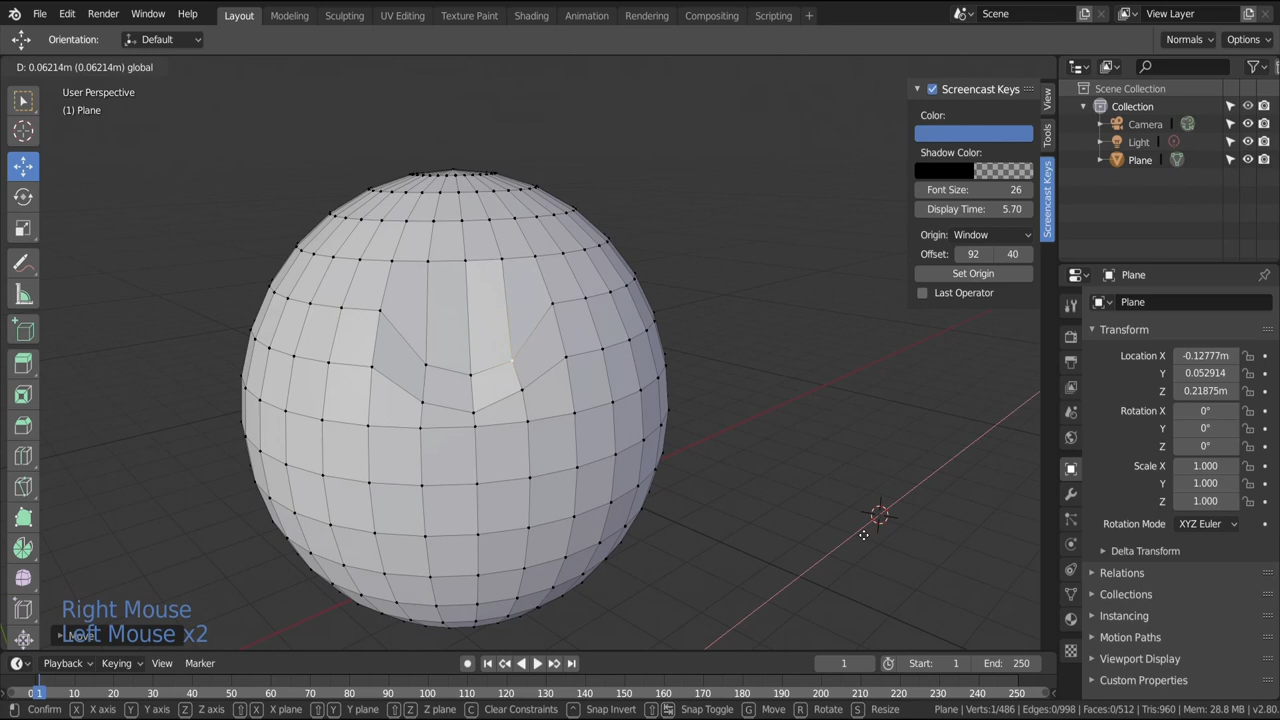 File Edit Render Window Help Layout Modeling Sculpting UV Editing Texture Paint Shading Animation Rendering Compositing Scripting + Scene View Layer
Orientation: Default Normals Options
D: 0.06214m (0.06214m) global
User Perspective
(1) Plane
Screencast Keys
Color:
Shadow Color:
Font Size: 26
Display Time: 5.70
Origin: Window
Offset: 92 40
Set Origin
Last Operator
View
Tools
Screencast Keys
Scene Collection
Collection
Camera
Light
Plane
Plane
Plane
Transform
Location X -0.12777m
Y 0.052914
Z 0.21875m
Rotation X 0°
Y 0°
Z 0°
Scale X 1.000
Y 1.000
Z 1.000
Rotation Mode XYZ Euler
Delta Transform
Relations
Collections
Instancing
Motion Paths
Viewport Display
Custom Properties
Right Mouse
Left Mouse x2
Playback Keying View Marker 1 Start: 1 End: 250
0 1 10 20 30 40 50 60 70 80 90 100 110 120 130 140 150 160 170 180 190 200 210 220 230 240 250
Confirm X X axis Y Y axis Z Z axis X X plane Y Y plane Z Z plane C Clear Constraints Snap Invert Snap Toggle G Move R Rotate S Resize Plane | Verts:1/486 | Edges:0/998 | Faces:0/512 | Tris:960 | Mem: 28.8 MB | v2.80